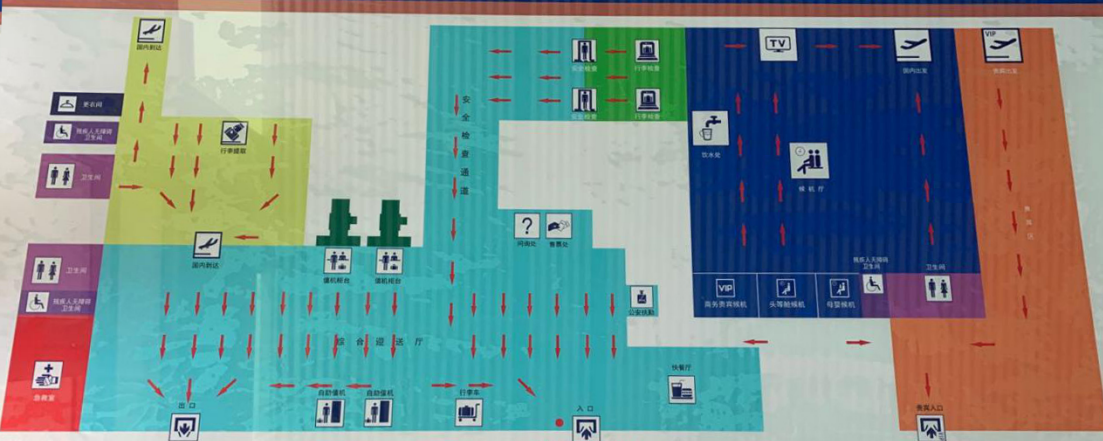 国内到达
更衣间
残疾人无障碍
卫生间
卫生间
行李提取
国内到达
卫生间
残疾人无障碍
卫生间
急救室
值机柜台
值机柜台
安全检查通道
安全检查
行李检查
安全检查
行李检查
问询处
售票处
公安执勤
综合迎送厅
出口
自助值机
自助值机
行李车
入口
快餐厅
TV
国内出发
饮水处
候机厅
VIP
商务贵宾候机
头等舱候机
母婴候机
残疾人无障碍
卫生间
卫生间
VIP
贵宾出发
贵宾区
贵宾入口